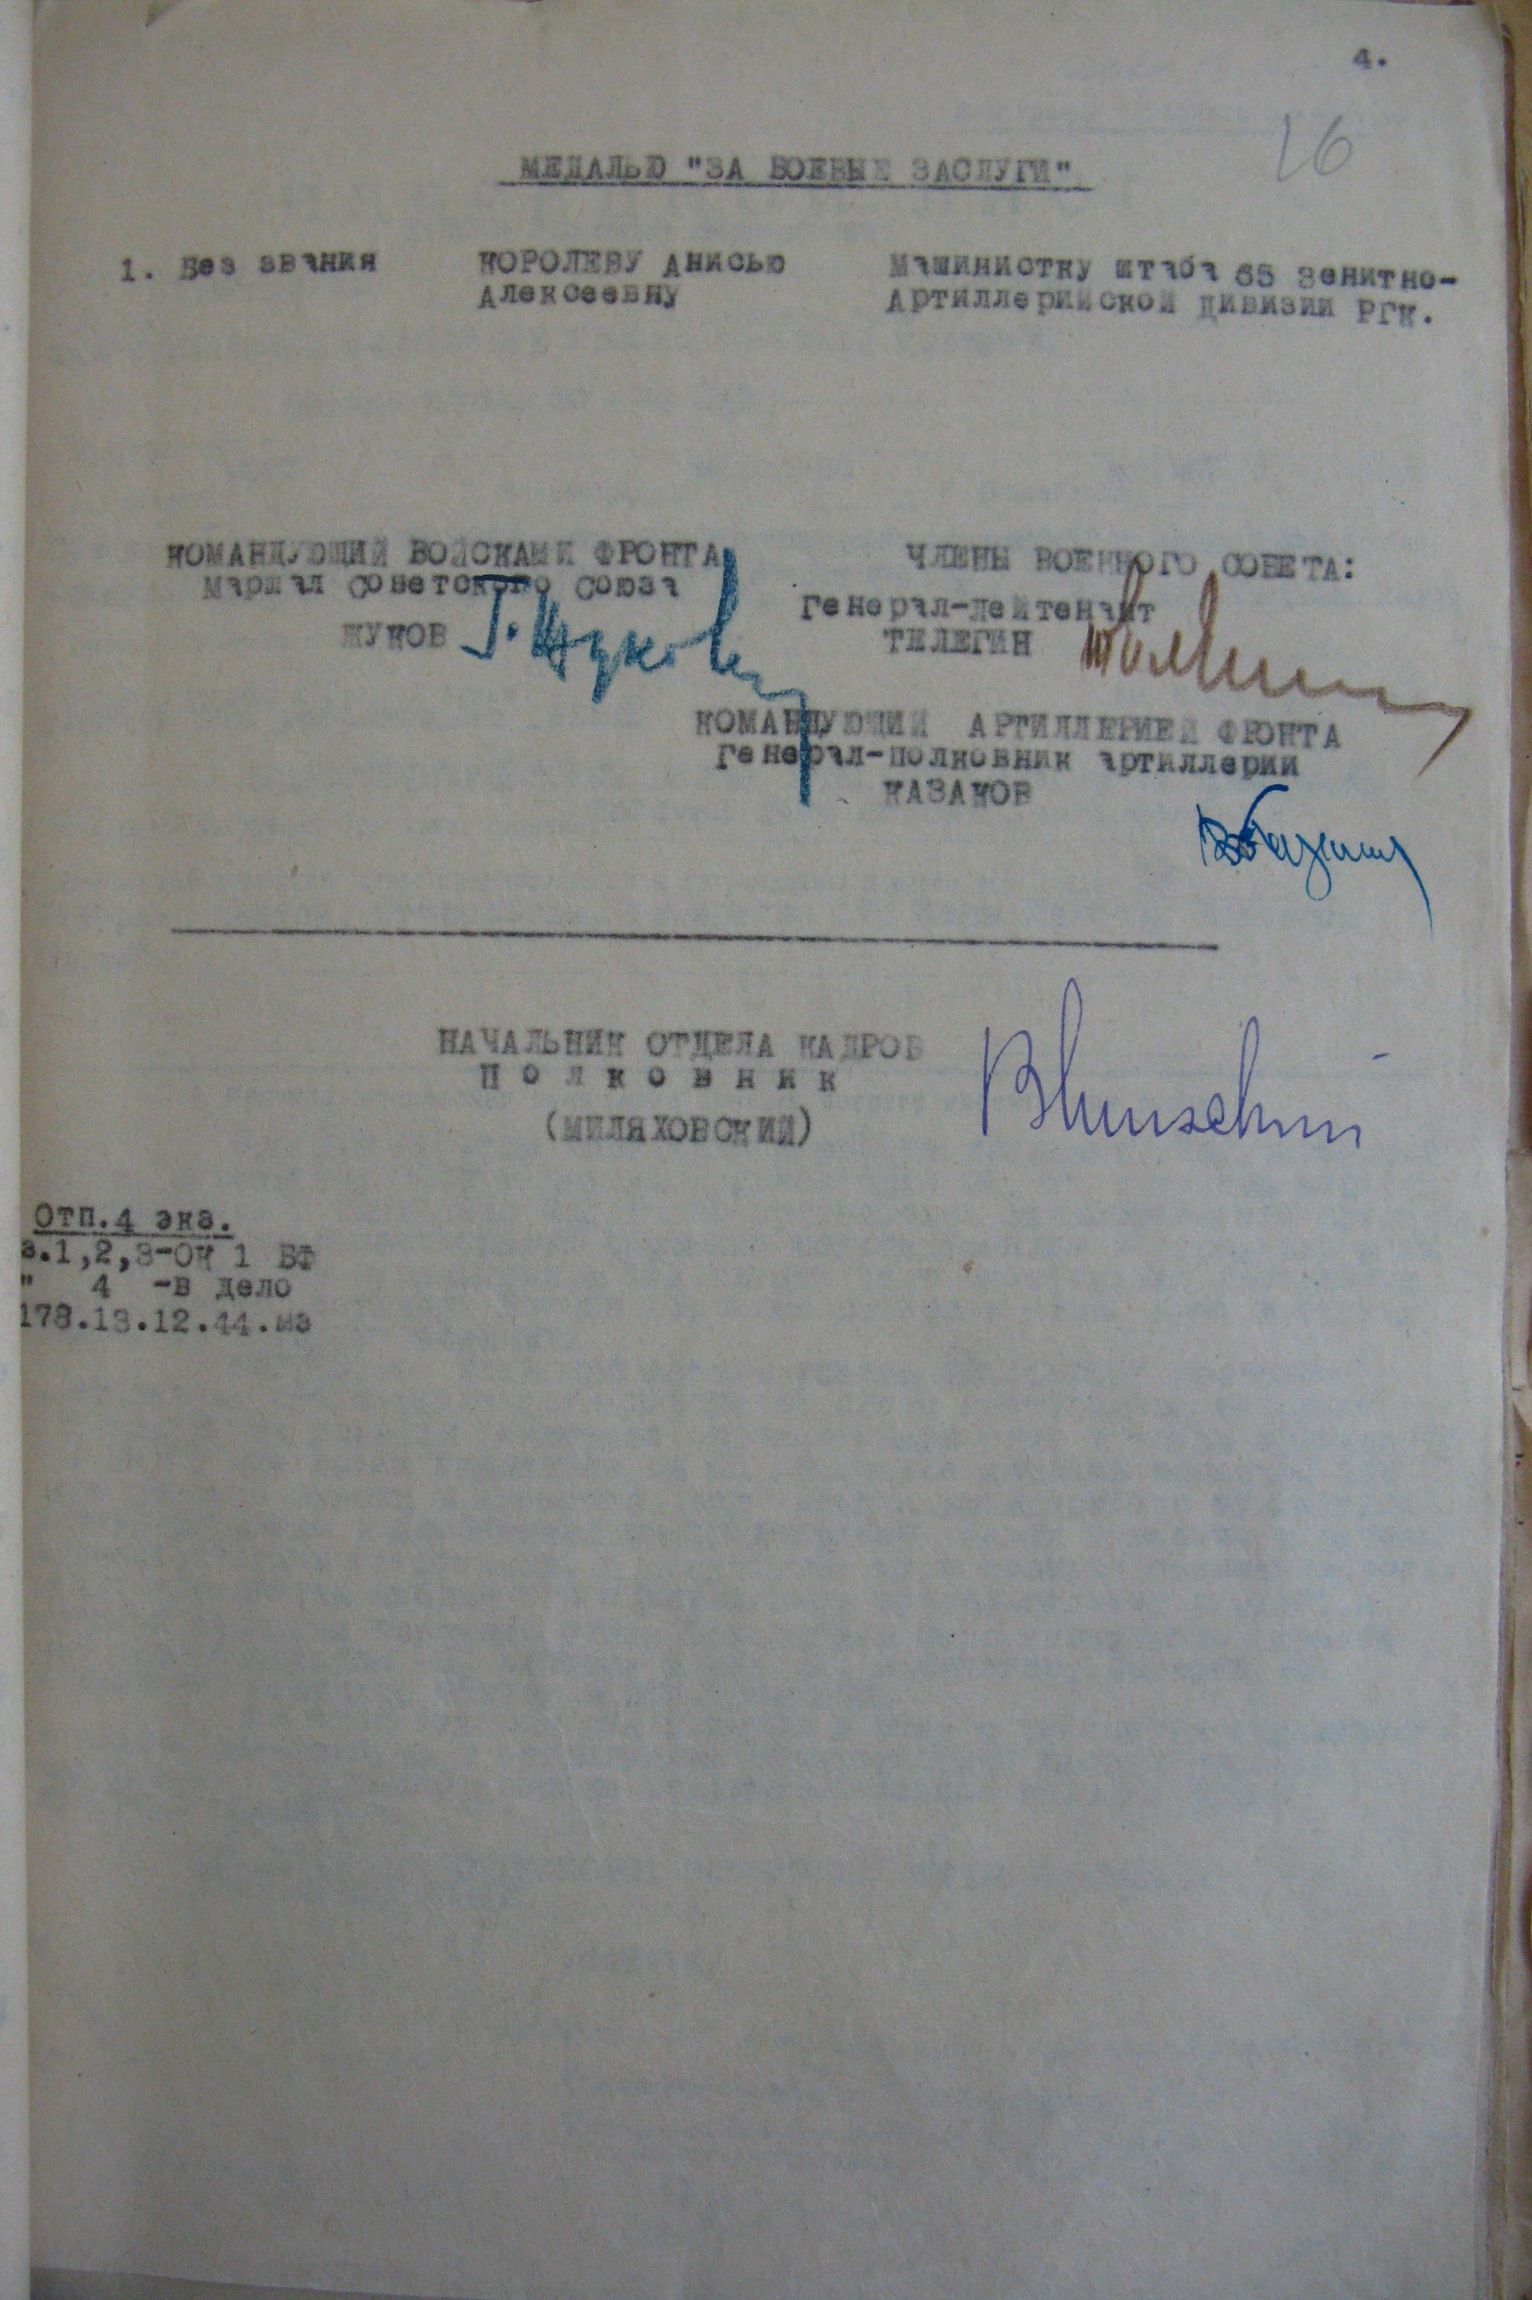 4.
16
МЕДАЛЬЮ "ЗА БОЕВЫЕ ЗАСЛУГИ"
1. Без звания КОРОЛЕВУ Анисью Машинистку штаба 65 Зенитно-
Алексеевну Артиллерийской дивизии РГК.
КОМАНДУЮЩИЙ ВОЙСКАМИ ФРОНТА ЧЛЕНЫ ВОЕННОГО СОВЕТА:
Маршал Советского Союза Генерал-лейтенант
ЖУКОВ Г. Жуков ТЕЛЕГИН
КОМАНДУЮЩИЙ АРТИЛЛЕРИЕЙ ФРОНТА
Генерал-полковник артиллерии
КАЗАКОВ
НАЧАЛЬНИК ОТДЕЛА КАДРОВ
П о л к о в н и к
(МИЛЯХОВСКИЙ)
Отп.4 экз.
з.1,2,3-ОК 1 БФ
" 4 -в дело
178.13.12.44.мз